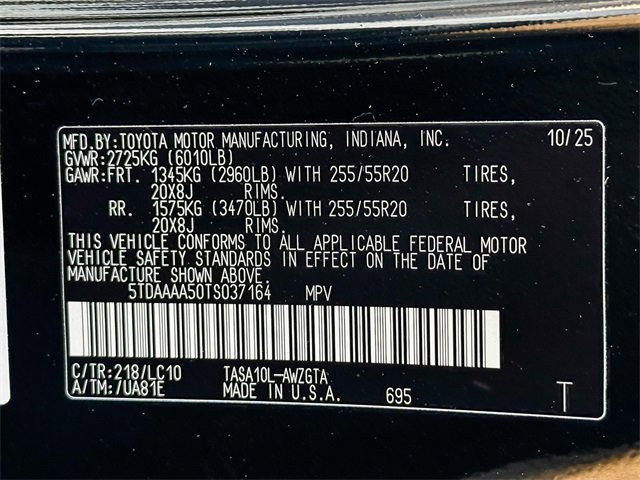 MFD.BY:TOYOTA MOTOR MANUFACTURING, INDIANA, INC. 10/25
GVWR:2725KG (6010LB)
GAWR:FRT. 1345KG (2960LB) WITH 255/55R20 TIRES,
20X8J RIMS.
RR. 1575KG (3470LB) WITH 255/55R20 TIRES,
20X8J RIMS.
THIS VEHICLE CONFORMS TO ALL APPLICABLE FEDERAL MOTOR
VEHICLE SAFETY STANDARDS IN EFFECT ON THE DATE OF
MANUFACTURE SHOWN ABOVE.
5TDAAAA50TS037164 MPV
C/TR:218/LC10 TASA10L-AWZGTA
A/TM:/UA81E MADE IN U.S.A. 695 T